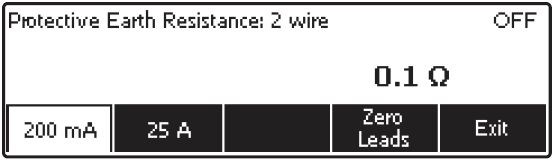 Protective Earth Resistance: 2 wire OFF
0.1 Ω
200 mA 25 A Zero Leads Exit